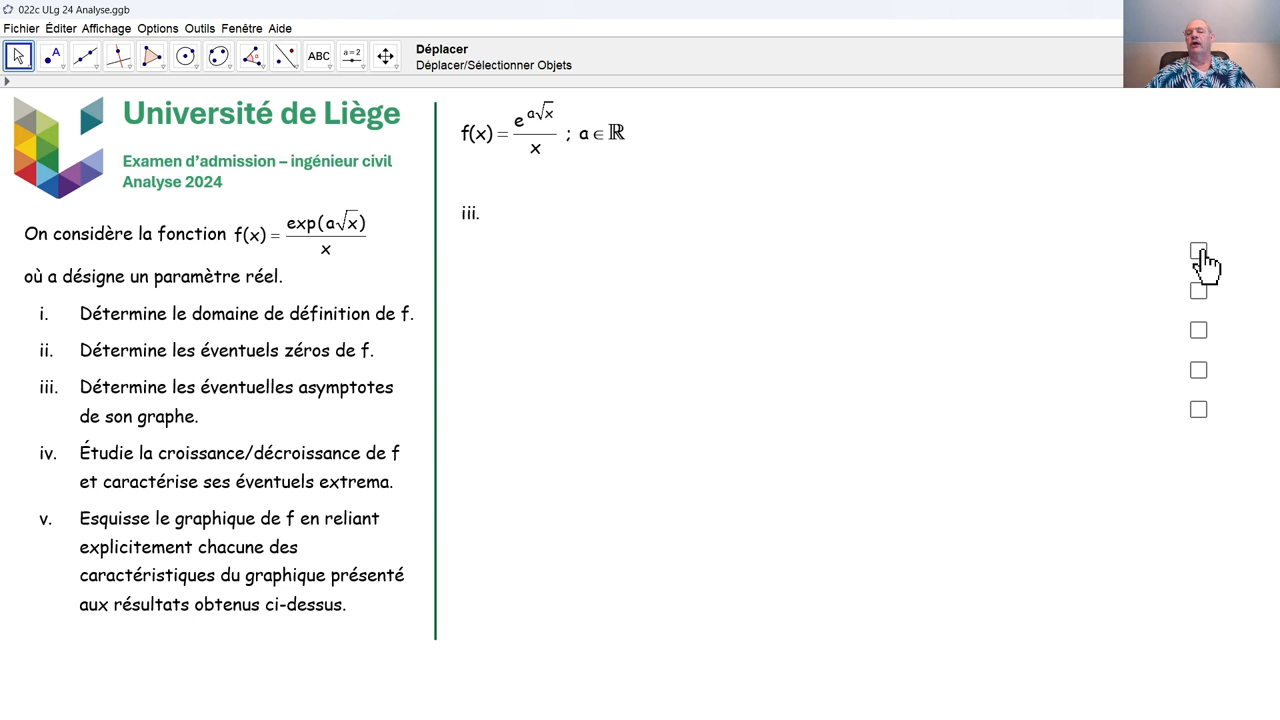 022c ULg 24 Analyse.ggb
Fichier Éditer Affichage Options Outils Fenêtre Aide
A
ABC
a=2
Déplacer
Déplacer/Sélectionner Objets
Université de Liège
Examen d’admission – ingénieur civil
Analyse 2024
On considère la fonction f(x) = exp(a√x) / x
où a désigne un paramètre réel.
i. Détermine le domaine de définition de f.
ii. Détermine les éventuels zéros de f.
iii. Détermine les éventuelles asymptotes
de son graphe.
iv. Étudie la croissance/décroissance de f
et caractérise ses éventuels extrema.
v. Esquisse le graphique de f en reliant
explicitement chacune des
caractéristiques du graphique présenté
aux résultats obtenus ci-dessus.
f(x) = e^(a√x) / x ; a ∈ ℝ
iii.